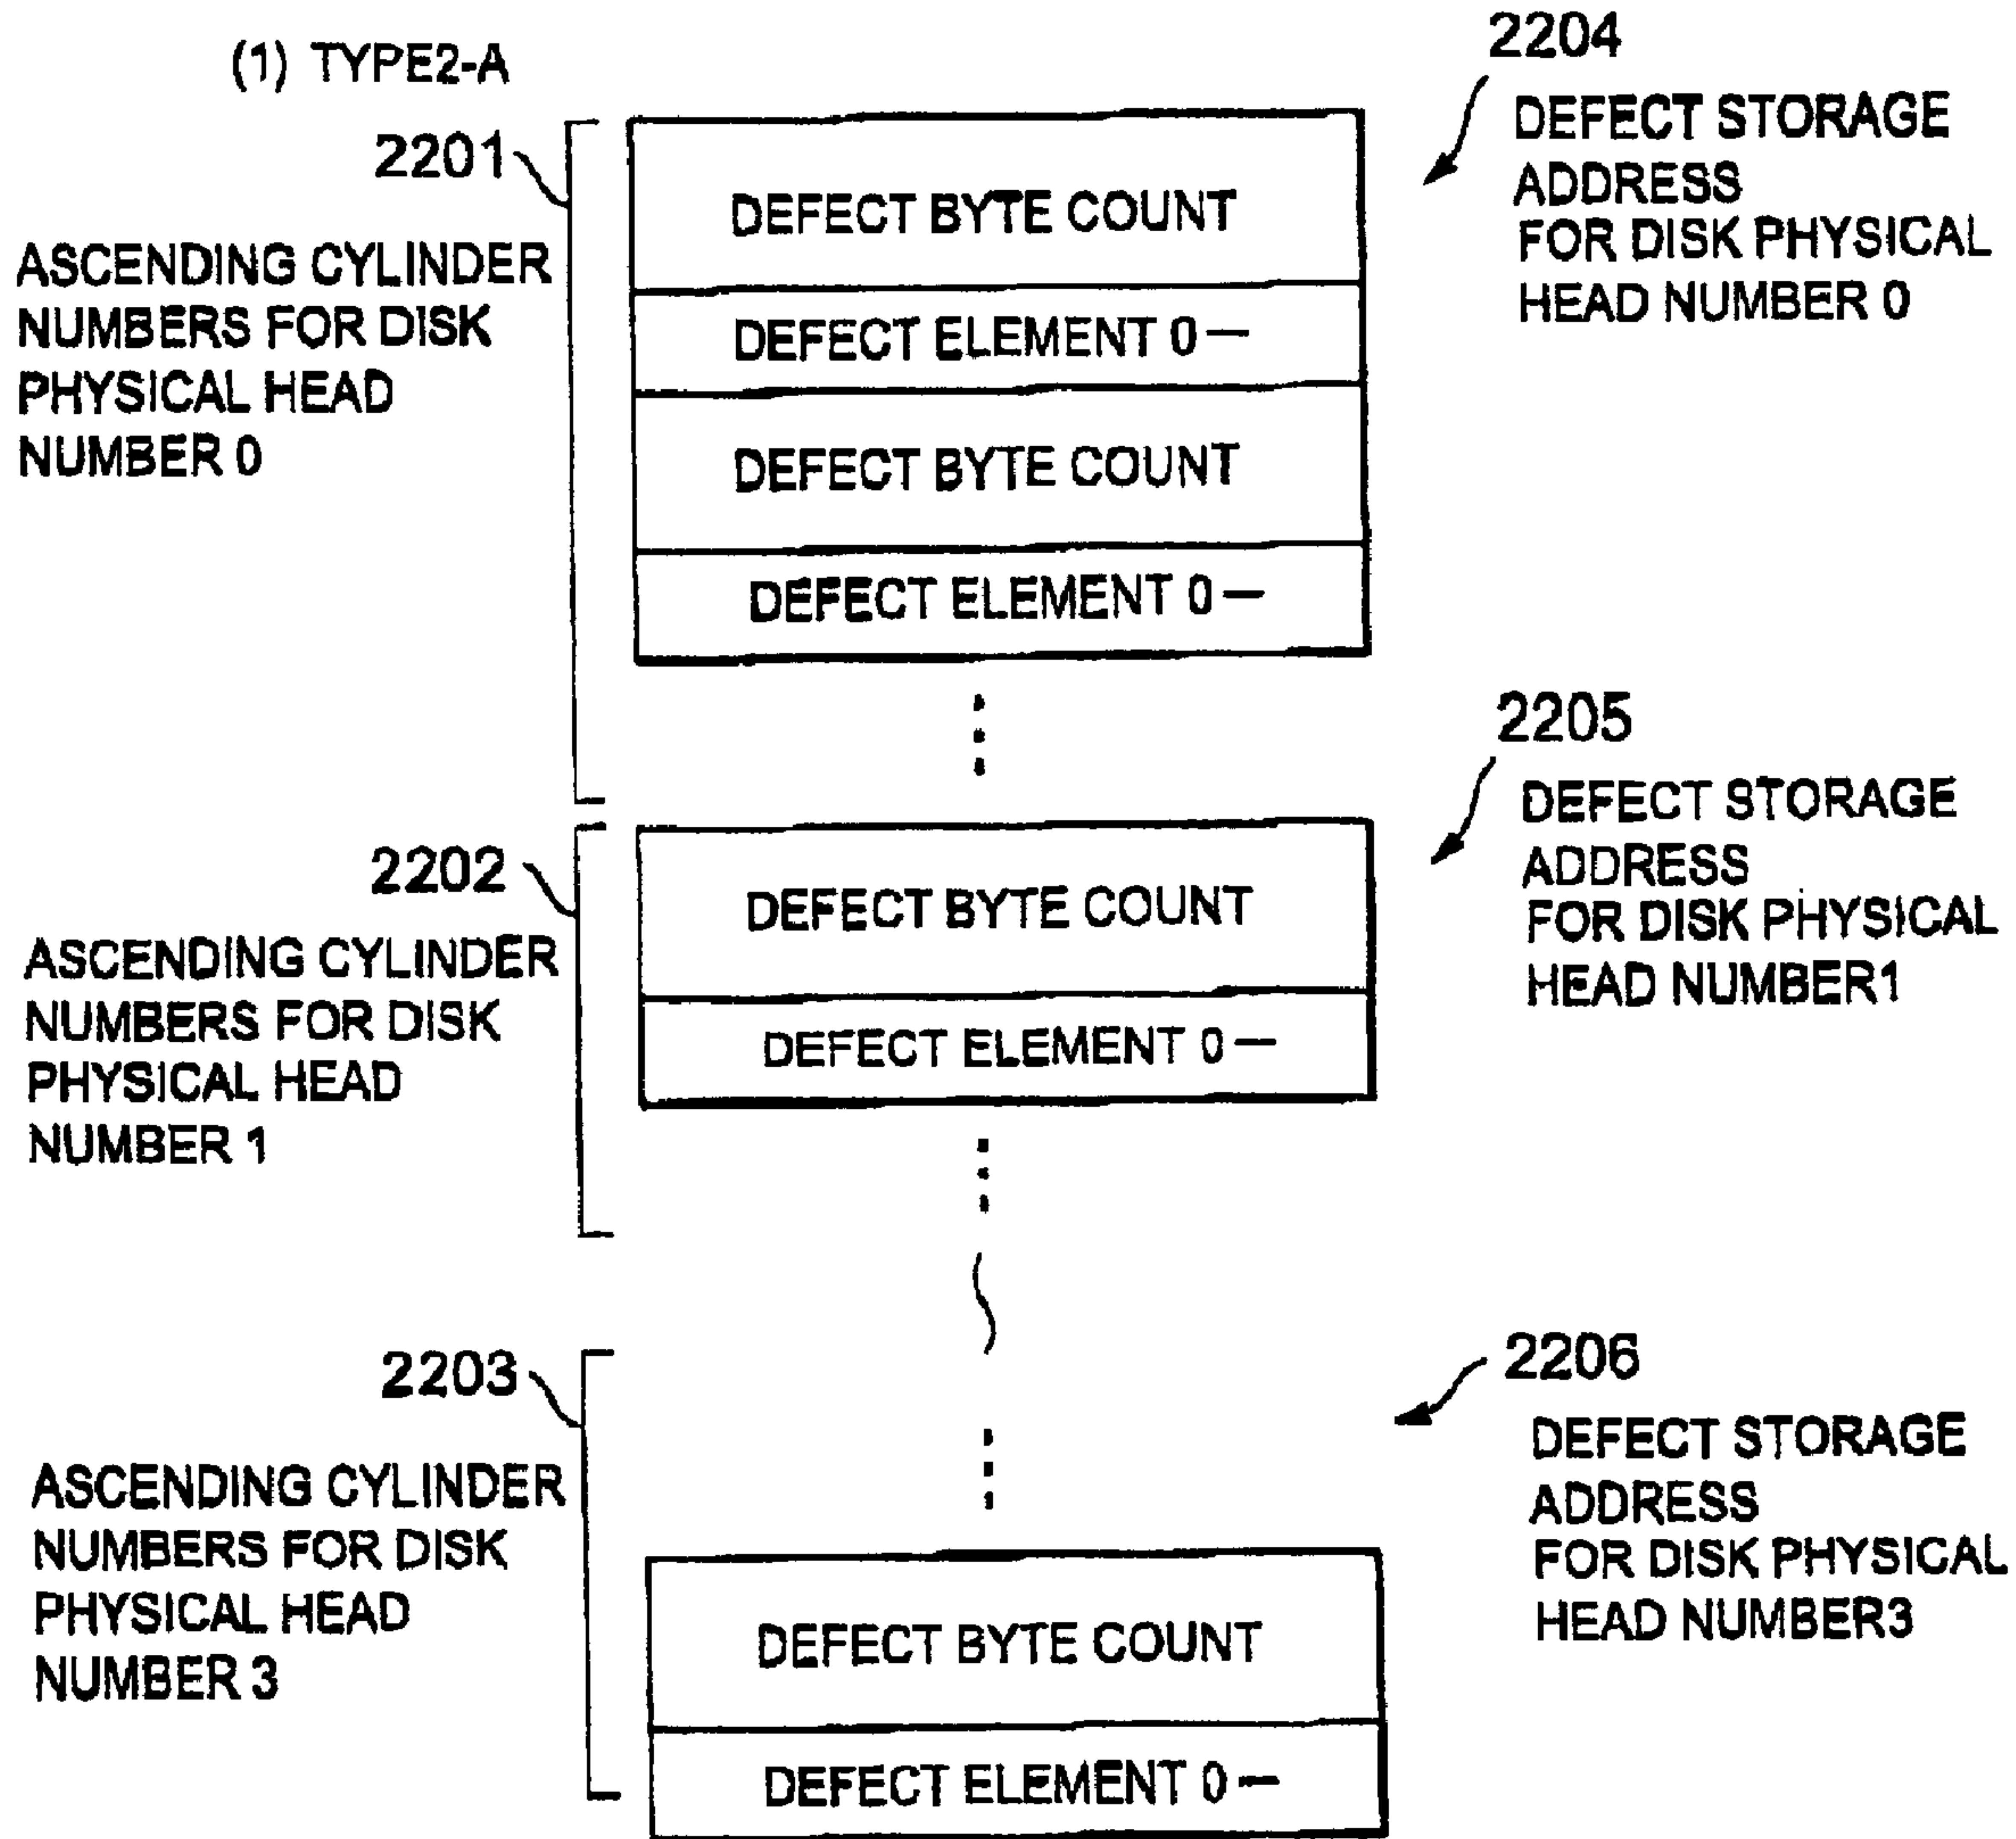 (1) TYPE2-A
2204
DEFECT STORAGE
ADDRESS
FOR DISK PHYSICAL
HEAD NUMBER 0
2201
ASCENDING CYLINDER
NUMBERS FOR DISK
PHYSICAL HEAD
NUMBER 0
DEFECT BYTE COUNT
DEFECT ELEMENT 0 —
DEFECT BYTE COUNT
DEFECT ELEMENT 0 —
2205
DEFECT STORAGE
ADDRESS
FOR DISK PHYSICAL
HEAD NUMBER1
2202
ASCENDING CYLINDER
NUMBERS FOR DISK
PHYSICAL HEAD
NUMBER 1
DEFECT BYTE COUNT
DEFECT ELEMENT 0 —
2206
DEFECT STORAGE
ADDRESS
FOR DISK PHYSICAL
HEAD NUMBER3
2203
ASCENDING CYLINDER
NUMBERS FOR DISK
PHYSICAL HEAD
NUMBER 3
DEFECT BYTE COUNT
DEFECT ELEMENT 0 —